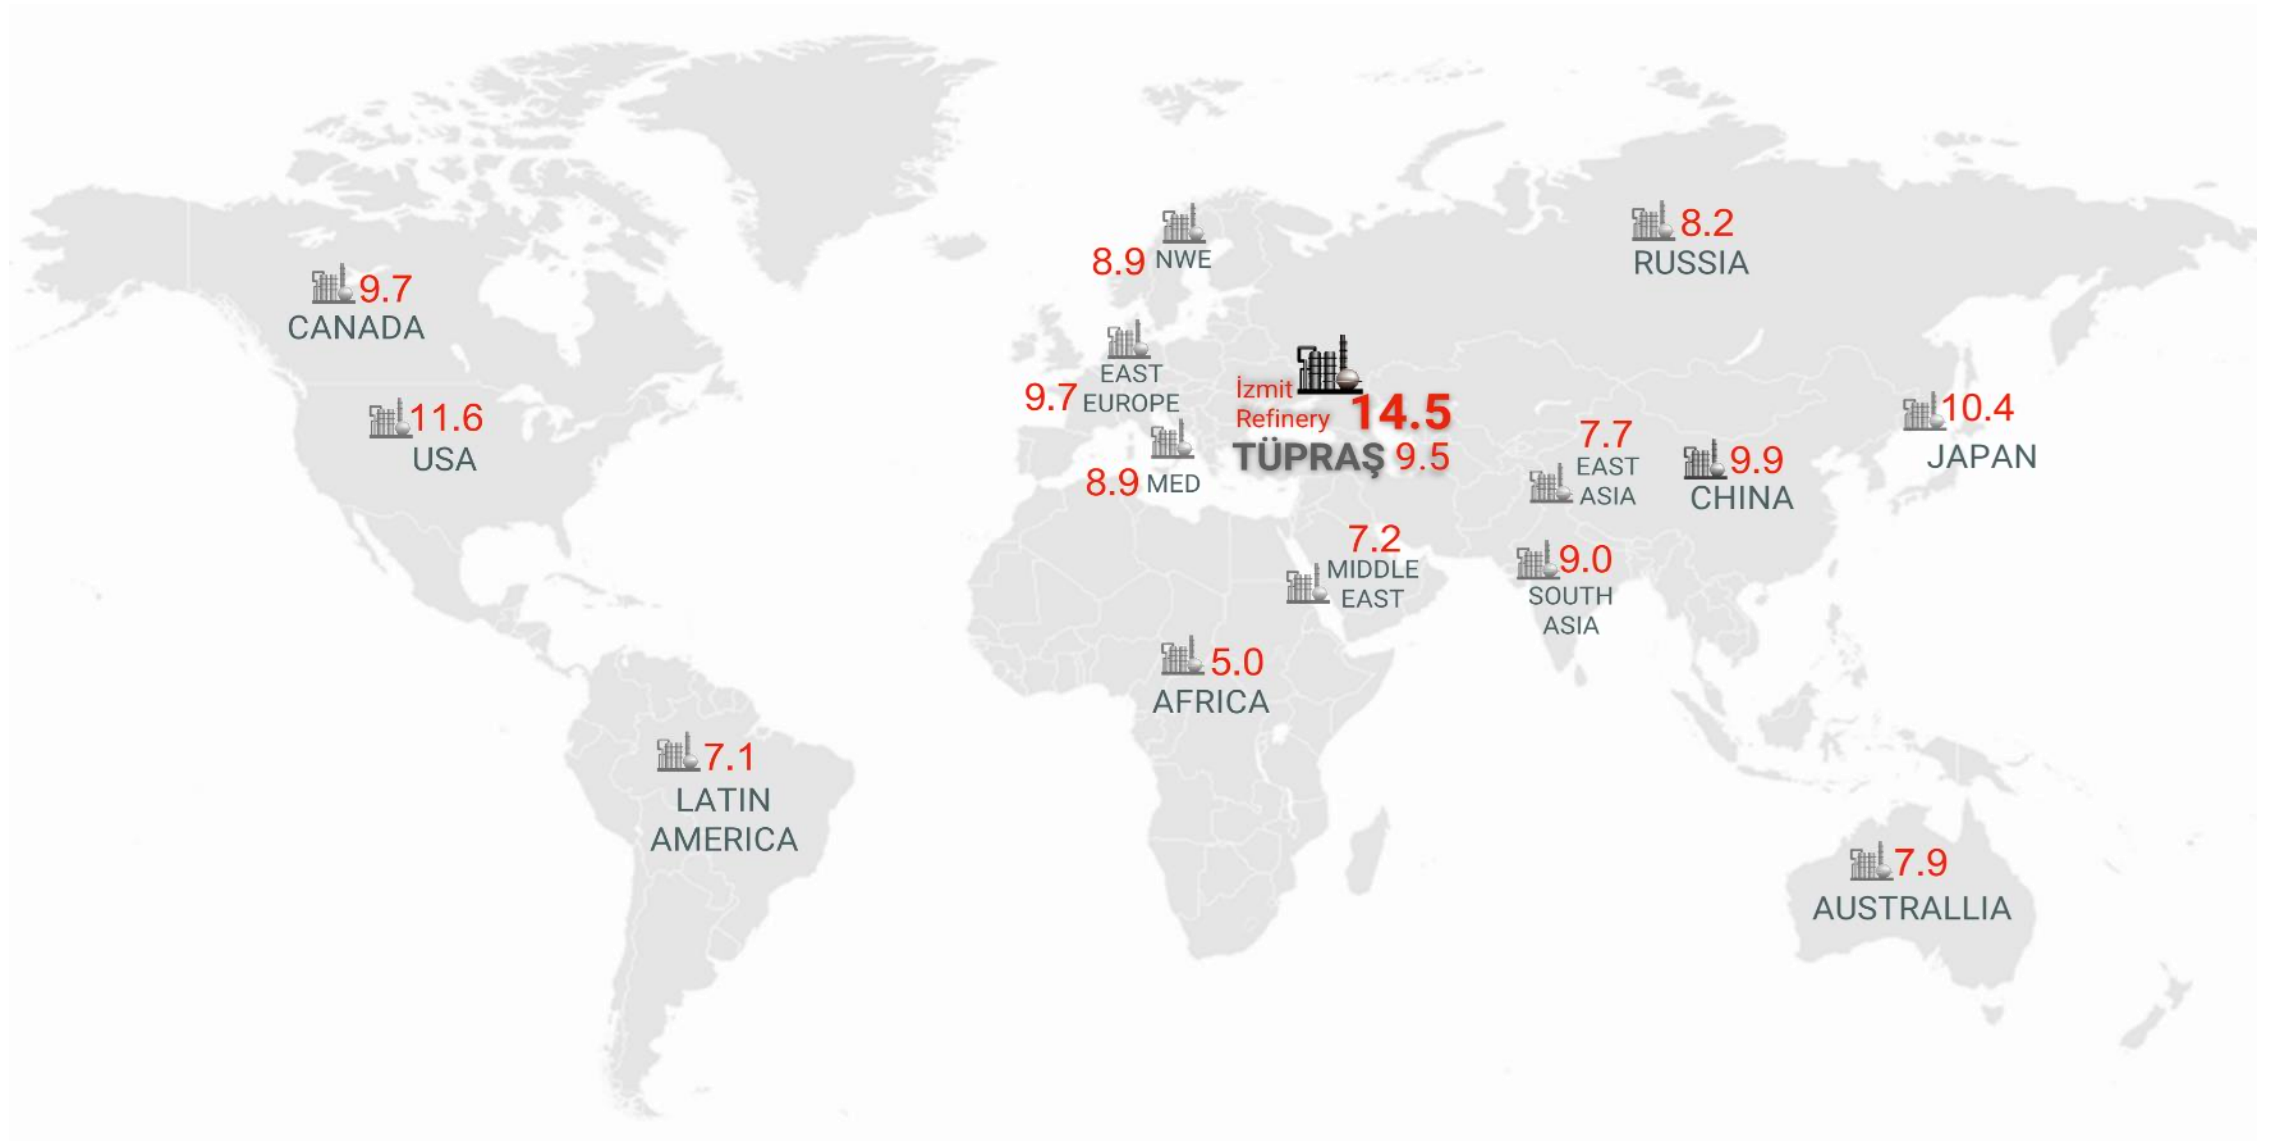 8.2
RUSSIA
8.9 NWE
9.7
CANADA
EAST
9.7 EUROPE
İzmit
Refinery 14.5
TÜPRAŞ 9.5
11.6
USA
8.9 MED
7.7
EAST
ASIA
9.9
CHINA
10.4
JAPAN
7.2
MIDDLE
EAST
9.0
SOUTH
ASIA
5.0
AFRICA
7.1
LATIN
AMERICA
7.9
AUSTRALLIA